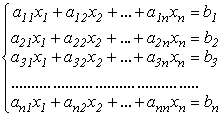 a₁₁x₁ + a₁₂x₂ + ... + a₁ₙxₙ = b₁
a₂₁x₁ + a₂₂x₂ + ... + a₂ₙxₙ = b₂
a₃₁x₁ + a₃₂x₂ + ... + a₃ₙxₙ = b₃
................................................
aₙ₁x₁ + aₙ₂x₂ + ... + aₙₙxₙ = bₙ